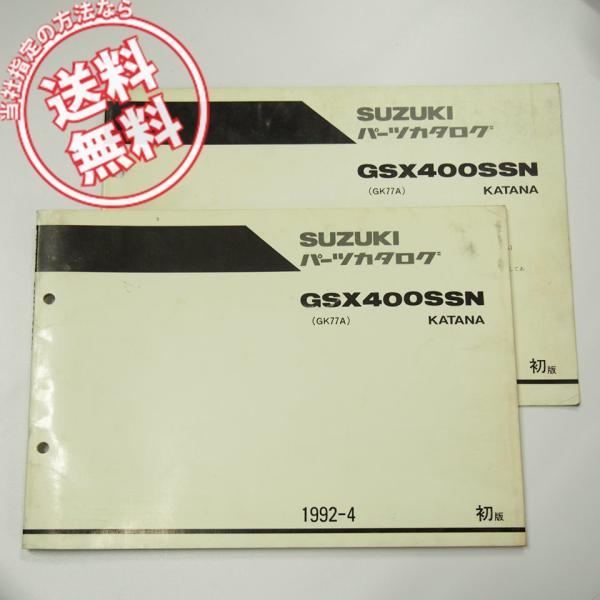 当社指定の方法なら
送料
無料
SUZUKI
パーツカタログ
GSX400SSN
(GK77A) KATANA
初版
SUZUKI
パーツカタログ
GSX400SSN
(GK77A) KATANA
1992-4 初版